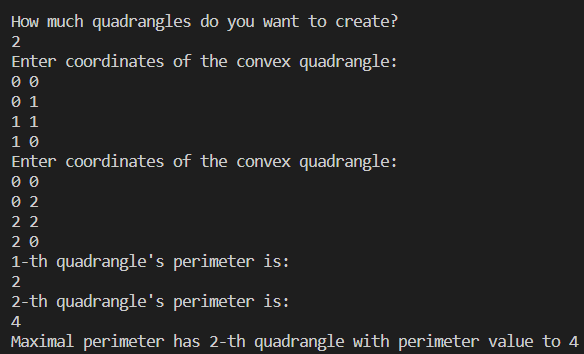 How much quadrangles do you want to create?
2
Enter coordinates of the convex quadrangle:
0 0
0 1
1 1
1 0
Enter coordinates of the convex quadrangle:
0 0
0 2
2 2
2 0
1-th quadrangle's perimeter is:
2
2-th quadrangle's perimeter is:
4
Maximal perimeter has 2-th quadrangle with perimeter value to 4